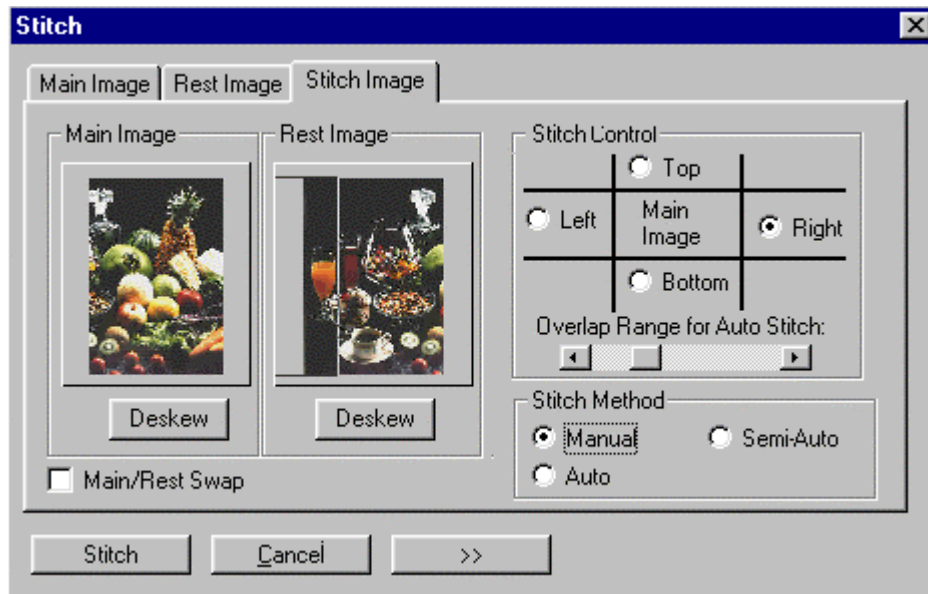 Stitch
Main Image Rest Image Stitch Image
Main Image Rest Image Stitch Control
Top
Left Main Image Right
Bottom
Overlap Range for Auto Stitch:
Deskew Deskew
Stitch Method
Manual Semi-Auto
Auto
Main/Rest Swap
Stitch Cancel >>